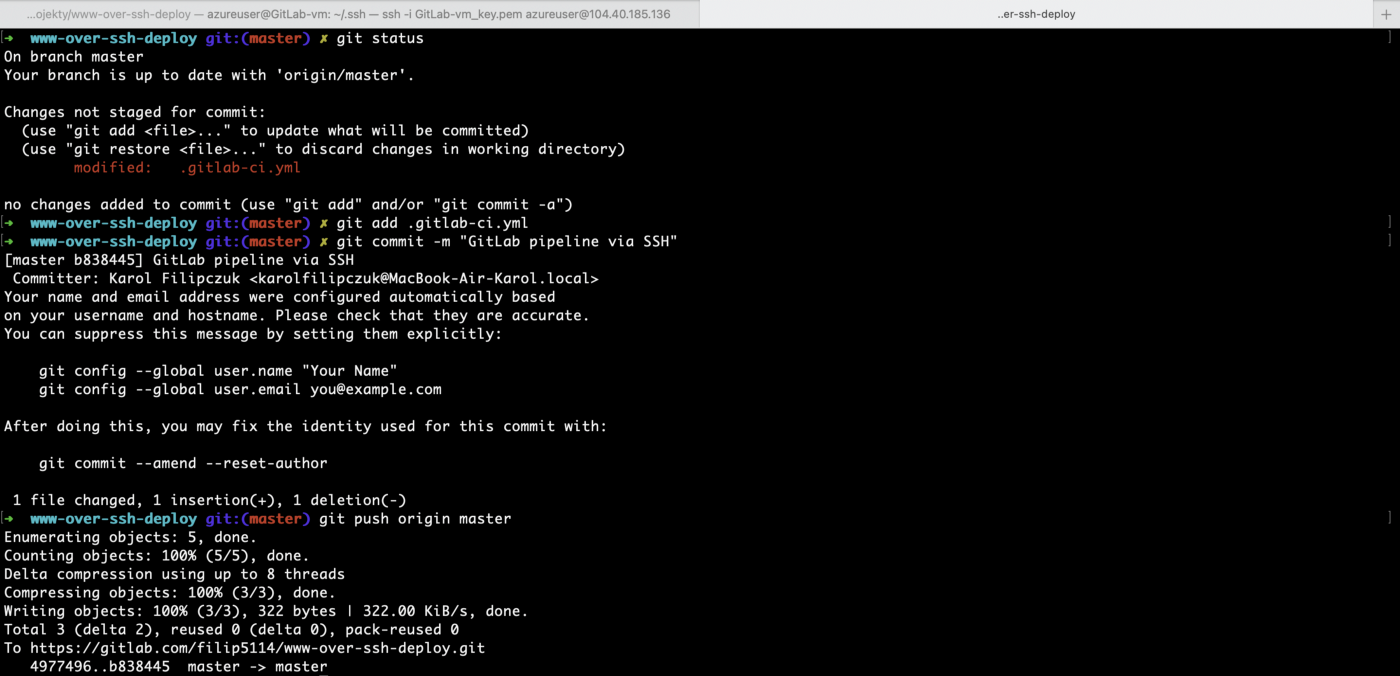 ...ojekty/www-over-ssh-deploy — azureuser@GitLab-vm: ~/.ssh — ssh -i GitLab-vm_key.pem azureuser@104.40.185.136
..er-ssh-deploy
+
[➜  www-over-ssh-deploy git:(master) ✗ git status ]
On branch master
Your branch is up to date with 'origin/master'.

Changes not staged for commit:
  (use "git add <file>..." to update what will be committed)
  (use "git restore <file>..." to discard changes in working directory)
        modified:   .gitlab-ci.yml

no changes added to commit (use "git add" and/or "git commit -a")
[➜  www-over-ssh-deploy git:(master) ✗ git add .gitlab-ci.yml ]
[➜  www-over-ssh-deploy git:(master) ✗ git commit -m "GitLab pipeline via SSH" ]
[master b838445] GitLab pipeline via SSH
 Committer: Karol Filipczuk <karolfilipczuk@MacBook-Air-Karol.local>
Your name and email address were configured automatically based
on your username and hostname. Please check that they are accurate.
You can suppress this message by setting them explicitly:

    git config --global user.name "Your Name"
    git config --global user.email you@example.com

After doing this, you may fix the identity used for this commit with:

    git commit --amend --reset-author

 1 file changed, 1 insertion(+), 1 deletion(-)
[➜  www-over-ssh-deploy git:(master) git push origin master ]
Enumerating objects: 5, done.
Counting objects: 100% (5/5), done.
Delta compression using up to 8 threads
Compressing objects: 100% (3/3), done.
Writing objects: 100% (3/3), 322 bytes | 322.00 KiB/s, done.
Total 3 (delta 2), reused 0 (delta 0), pack-reused 0
To https://gitlab.com/filip5114/www-over-ssh-deploy.git
   4977496..b838445  master -> master